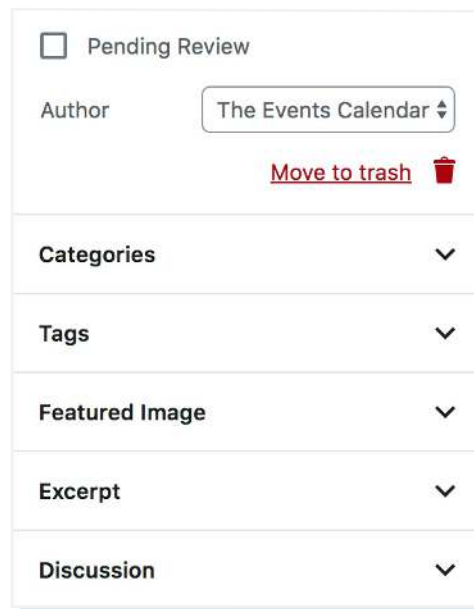 Pending Review
Author The Events Calendar
Move to trash
Categories
Tags
Featured Image
Excerpt
Discussion